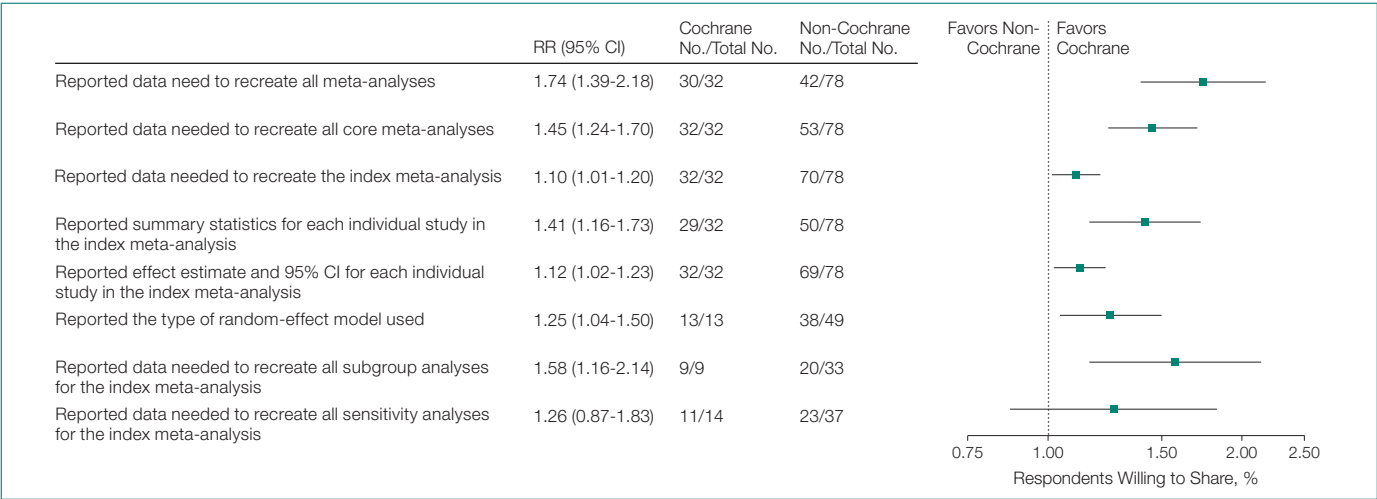 RR (95% CI)
Cochrane No./Total No.
Non-Cochrane No./Total No.
Favors Non-Cochrane
Favors Cochrane
Reported data need to recreate all meta-analyses 1.74 (1.39-2.18) 30/32 42/78
Reported data needed to recreate all core meta-analyses 1.45 (1.24-1.70) 32/32 53/78
Reported data needed to recreate the index meta-analysis 1.10 (1.01-1.20) 32/32 70/78
Reported summary statistics for each individual study in
the index meta-analysis
1.41 (1.16-1.73) 29/32 50/78
Reported effect estimate and 95% CI for each individual
study in the index meta-analysis
1.12 (1.02-1.23) 32/32 69/78
Reported the type of random-effect model used 1.25 (1.04-1.50) 13/13 38/49
Reported data needed to recreate all subgroup analyses
for the index meta-analysis
1.58 (1.16-2.14) 9/9 20/33
Reported data needed to recreate all sensitivity analyses
for the index meta-analysis
1.26 (0.87-1.83) 11/14 23/37
0.75 1.00 1.50 2.00 2.50
Respondents Willing to Share, %